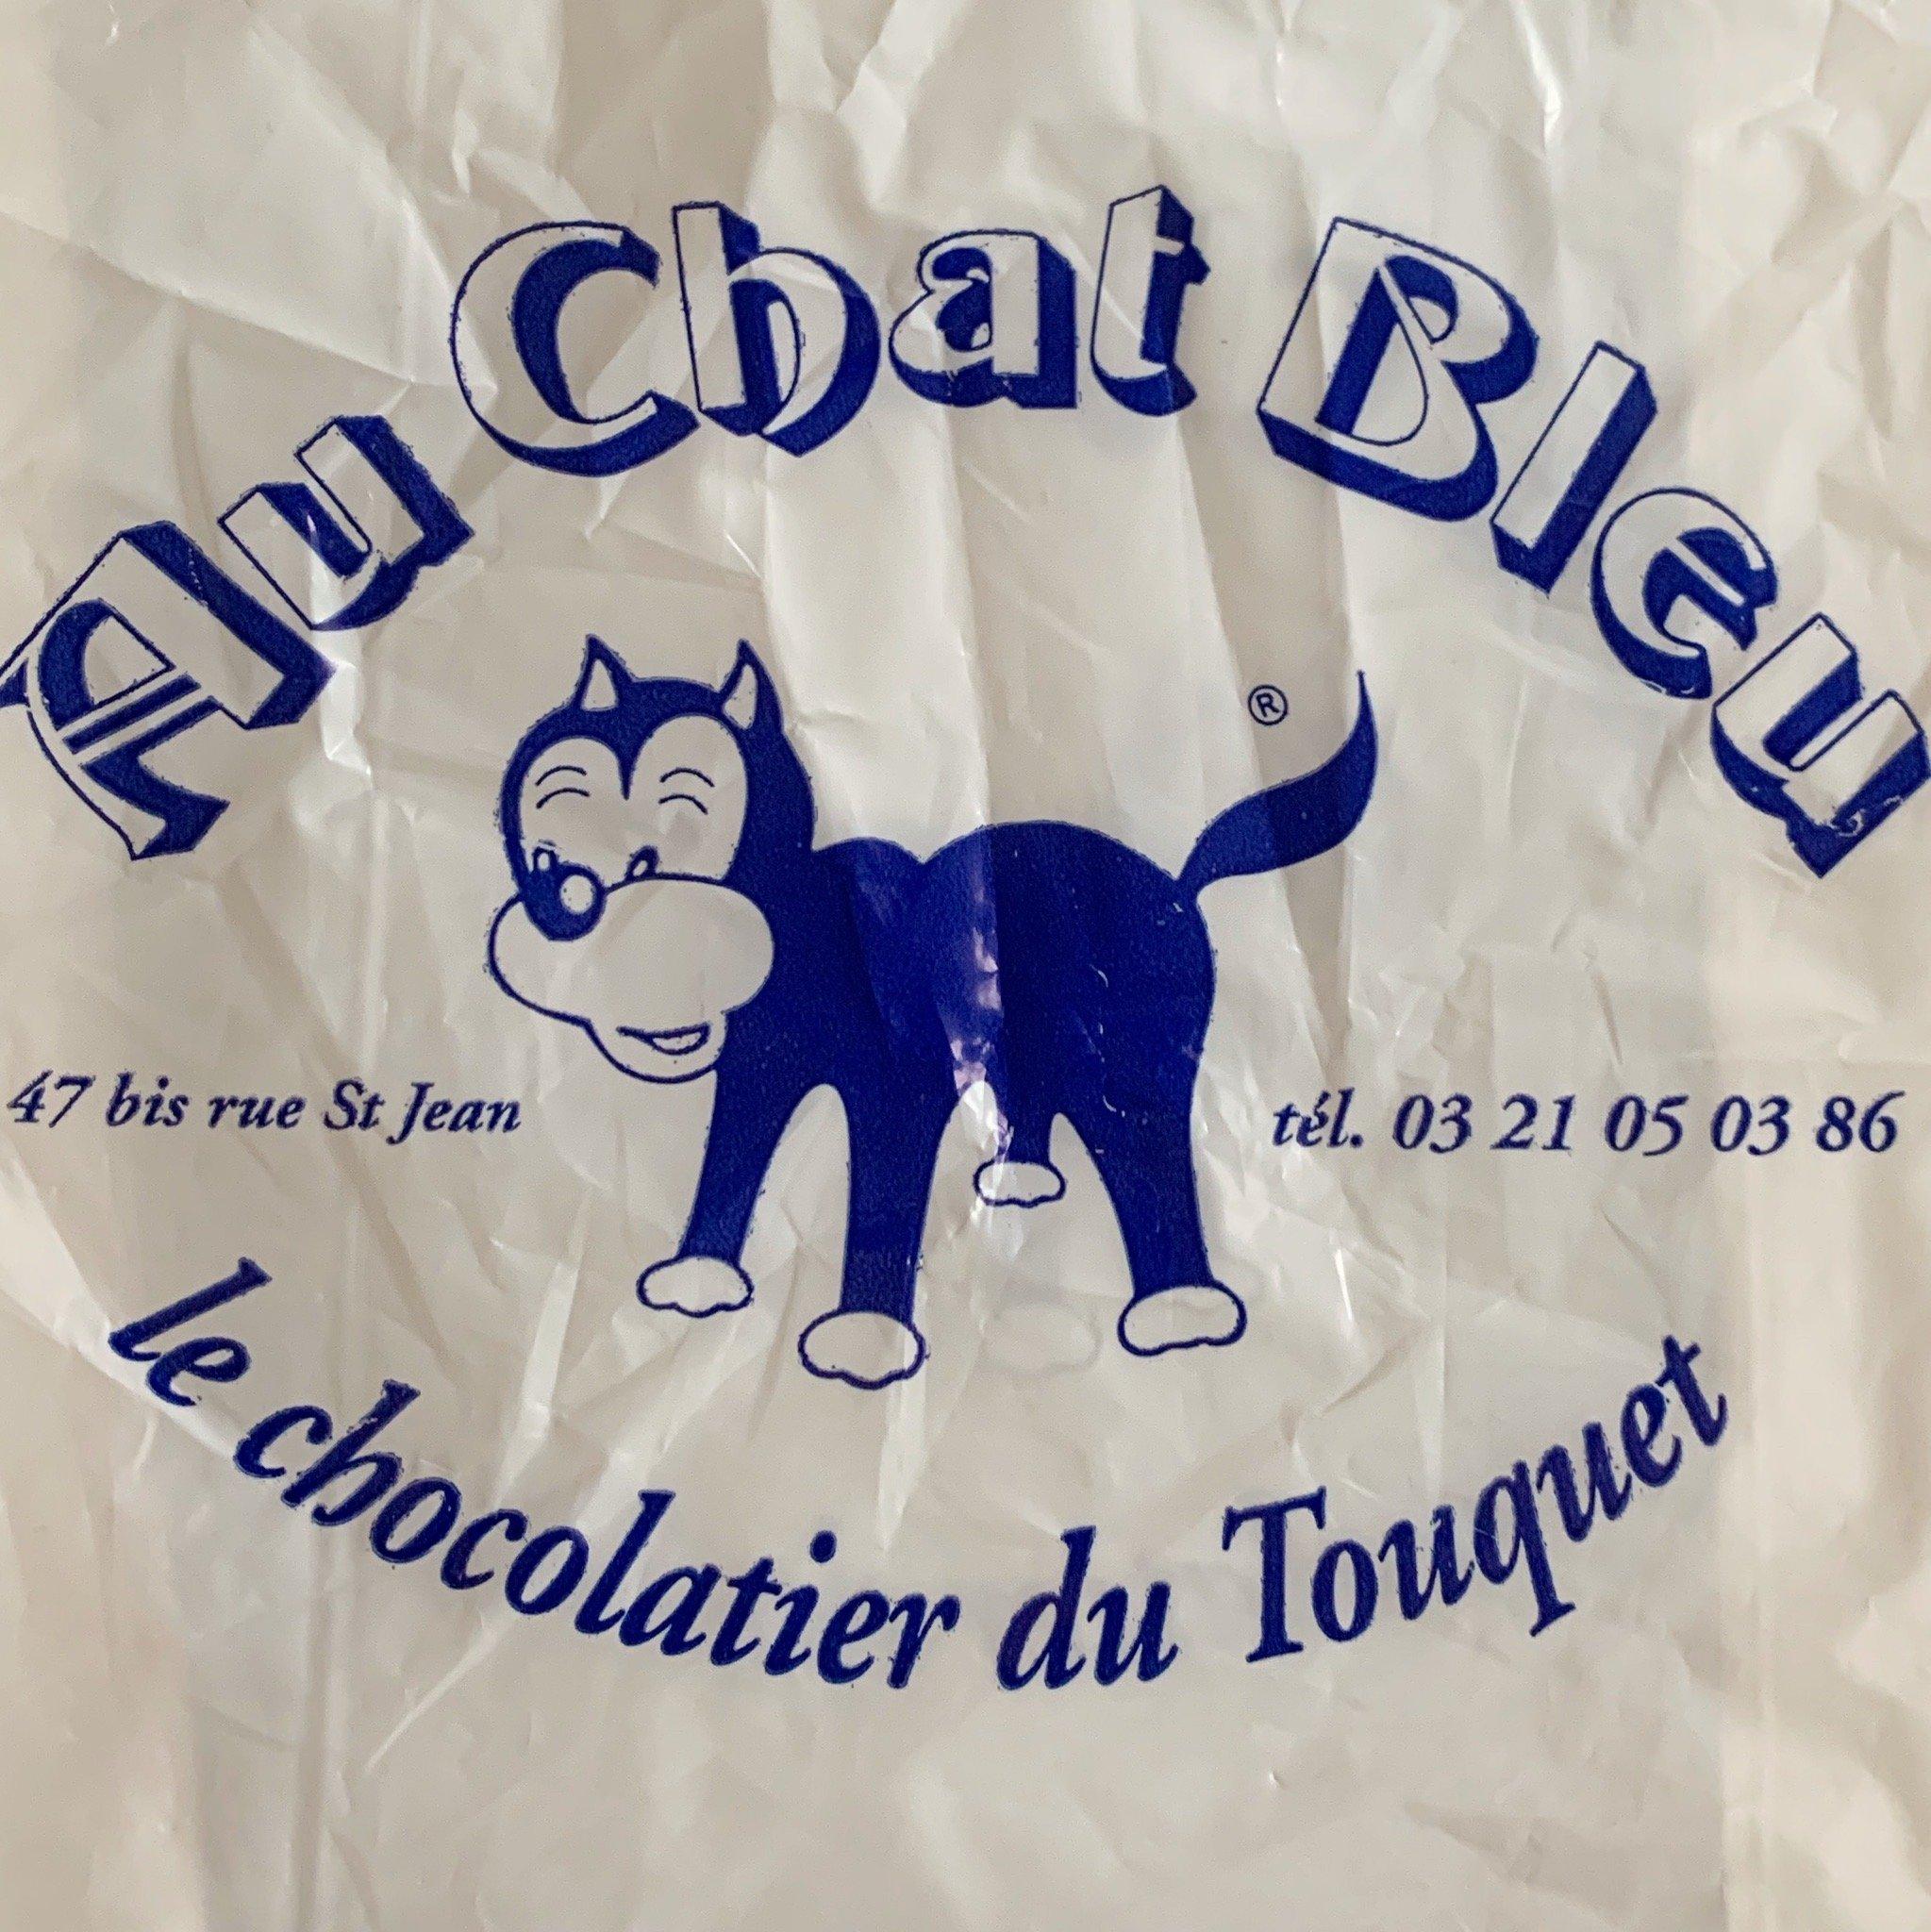 Au Chat Bleu
®
47 bis rue St Jean
tél. 03 21 05 03 86
le chocolatier du Touquet